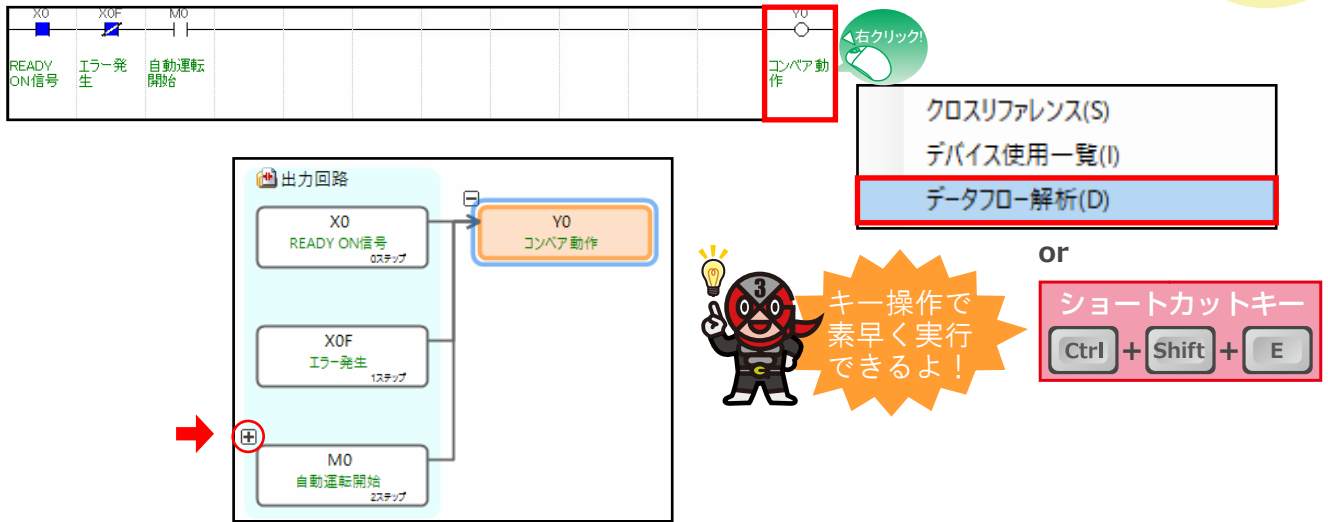 X0 X0F M0 Y0
READY ON信号
エラー発生
自動運転開始
コンベア動作
右クリック!
クロスリファレンス(S)
デバイス使用一覧(I)
データフロー解析(D)
or
ショートカットキー
Ctrl + Shift + E
キー操作で
素早く実行
できるよ!
3
C
出力回路
X0
READY ON信号
0ステップ
Y0
コンベア動作
X0F
エラー発生
1ステップ
M0
自動運転開始
2ステップ